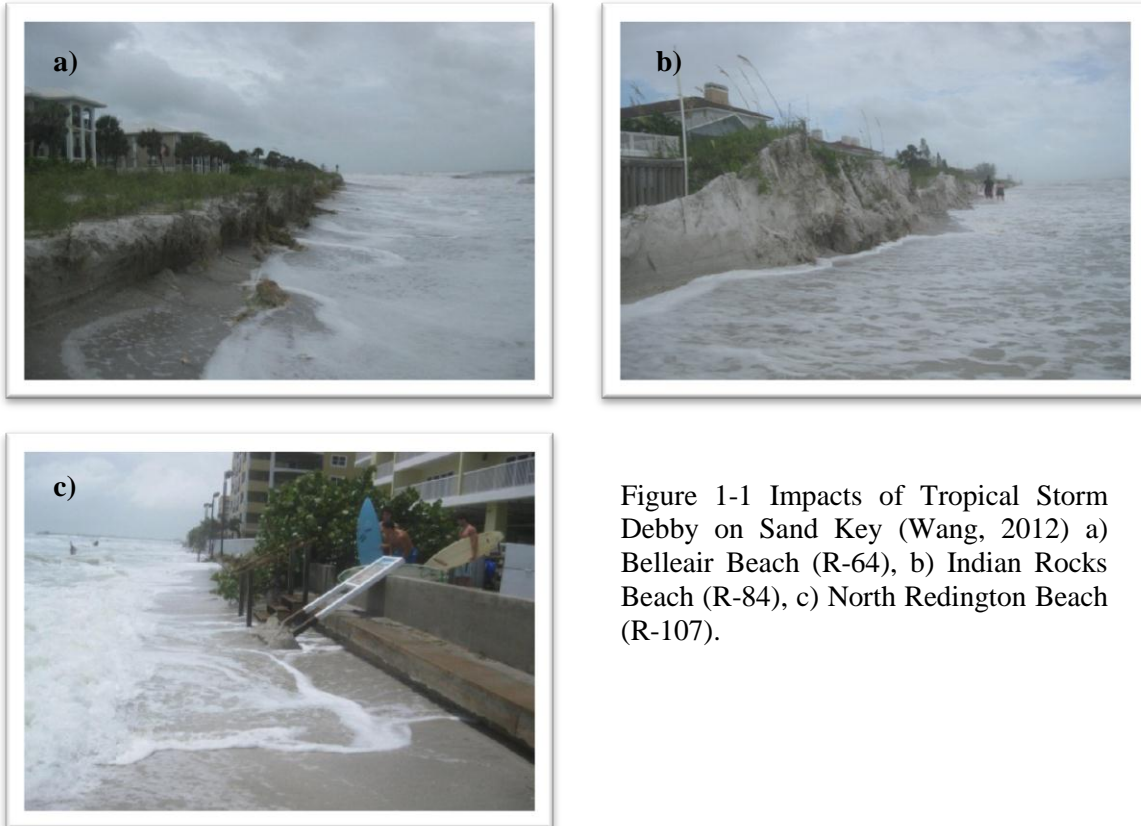 a)
b)
c)
Figure 1-1 Impacts of Tropical Storm
Debby on Sand Key (Wang, 2012) a)
Belleair Beach (R-64), b) Indian Rocks
Beach (R-84), c) North Redington Beach
(R-107).